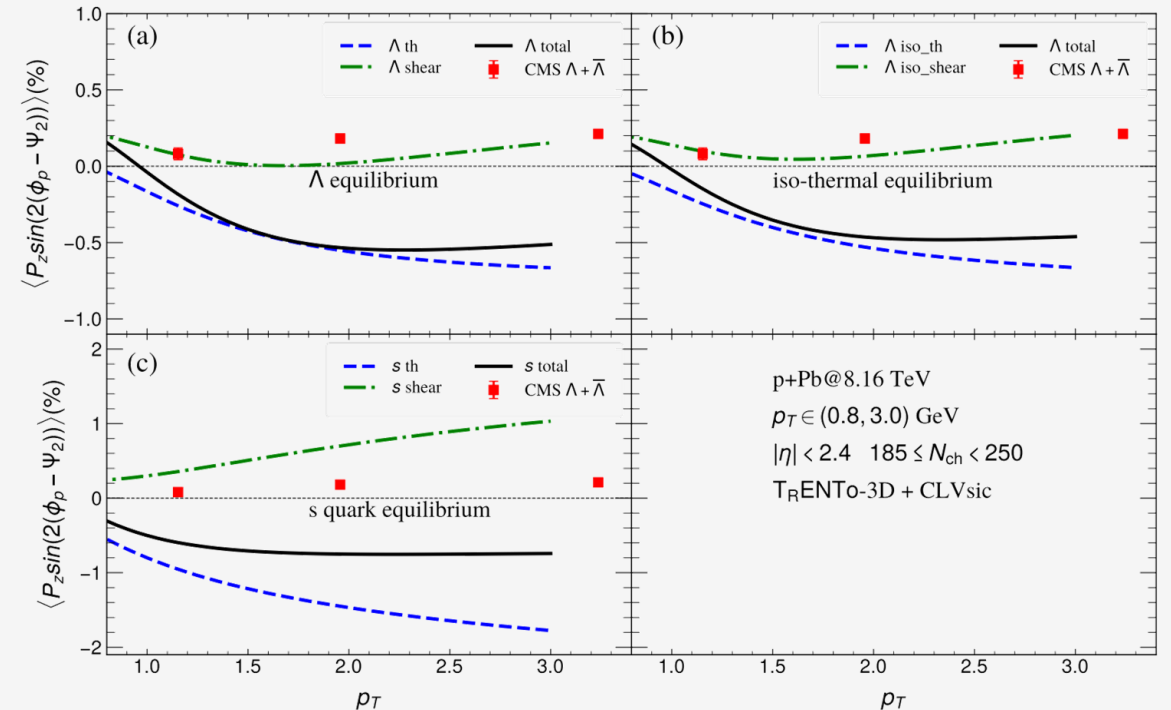 (a)
Λ th
Λ total
Λ shear
CMS Λ + Λ̅
Λ equilibrium
1.0
0.5
0.0
−0.5
−1.0
⟨P_z sin(2(ϕ_p − Ψ_2))⟩(%)
(b)
Λ iso_th
Λ total
Λ iso_shear
CMS Λ + Λ̅
iso-thermal equilibrium
(c)
s th
s total
s shear
CMS Λ + Λ̅
s quark equilibrium
2
1
0
−1
−2
⟨P_z sin(2(ϕ_p − Ψ_2))⟩(%)
1.0 1.5 2.0 2.5 3.0
p_T
p+Pb@8.16 TeV
p_T ∈ (0.8, 3.0) GeV
|η| < 2.4 185 ≤ N_ch < 250
T_RENTo-3D + CLVsic
1.0 1.5 2.0 2.5 3.0
p_T